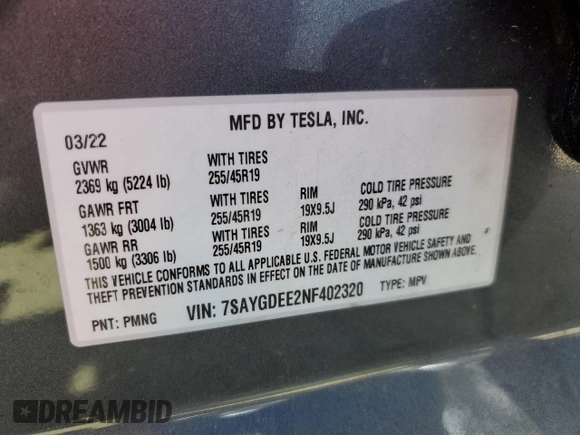 MFD BY TESLA, INC.
03/22
GVWR WITH TIRES
2369 kg (5224 lb) 255/45R19
GAWR FRT WITH TIRES RIM COLD TIRE PRESSURE
1363 kg (3004 lb) 255/45R19 19X9.5J 290 kPa, 42 psi
GAWR RR WITH TIRES RIM COLD TIRE PRESSURE
1500 kg (3306 lb) 255/45R19 19X9.5J 290 kPa, 42 psi
THIS VEHICLE CONFORMS TO ALL APPLICABLE U.S. FEDERAL MOTOR VEHICLE SAFETY AND
THEFT PREVENTION STANDARDS IN EFFECT ON THE DATE OF MANUFACTURE SHOWN ABOVE.
PNT: PMNG VIN: 7SAYGDEE2NF402320 TYPE: MPV
DREAMBID